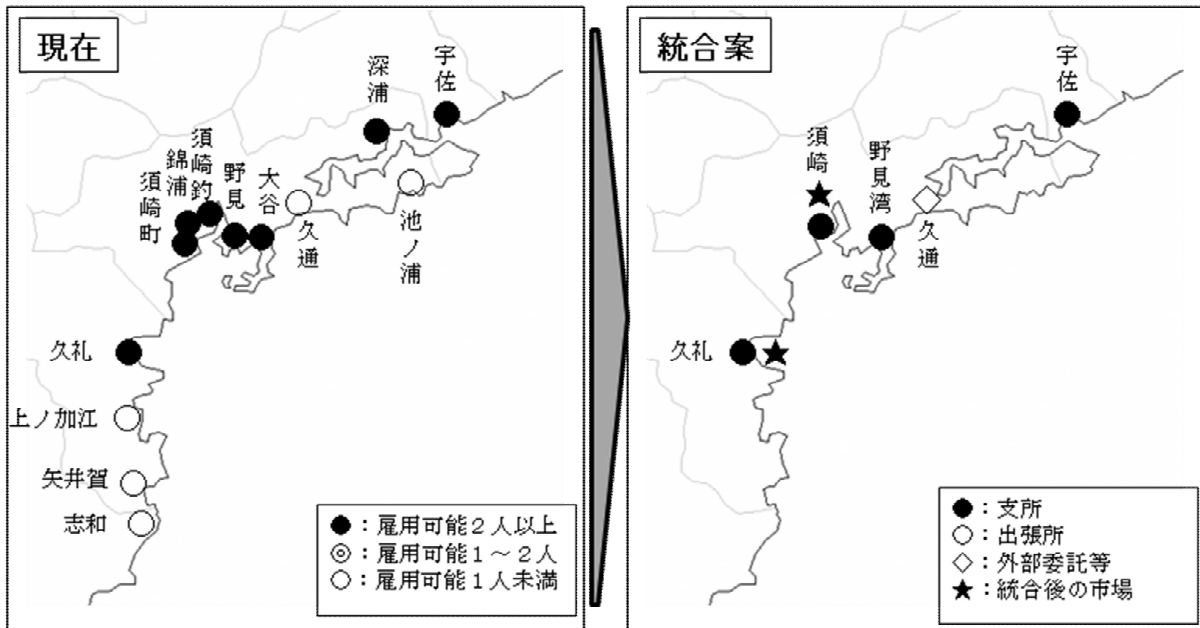 現在
宇佐
深浦
須崎釣
錦浦
須崎町
野見
大谷
久通
池ノ浦
久礼
上ノ加江
矢井賀
志和
●：雇用可能２人以上
◎：雇用可能１～２人
○：雇用可能１人未満
統合案
宇佐
須崎
野見湾
久通
久礼
●：支所
○：出張所
◇：外部委託等
★：統合後の市場